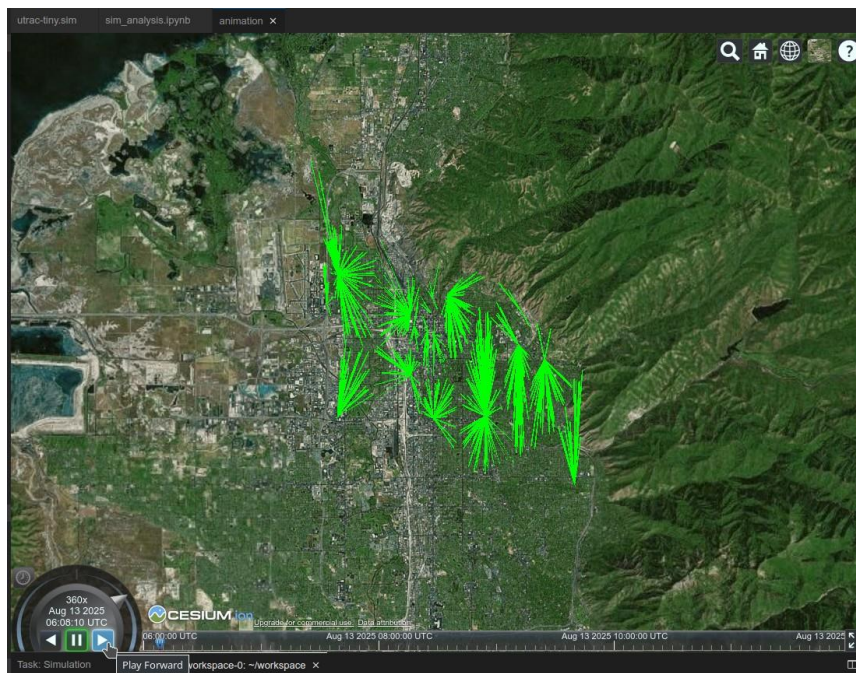 utrac-tiny.sim sim_analysis.ipynb animation ×
?
360x
Aug 13 2025
06:08:10 UTC
CESIUM ion
Upgrade for commercial use. Data attribution
06:00:00 UTC Aug 13 2025 08:00:00 UTC Aug 13 2025 10:00:00 UTC Aug 13 2025
Task: Simulation Play Forward workspace-0: ~/workspace ×